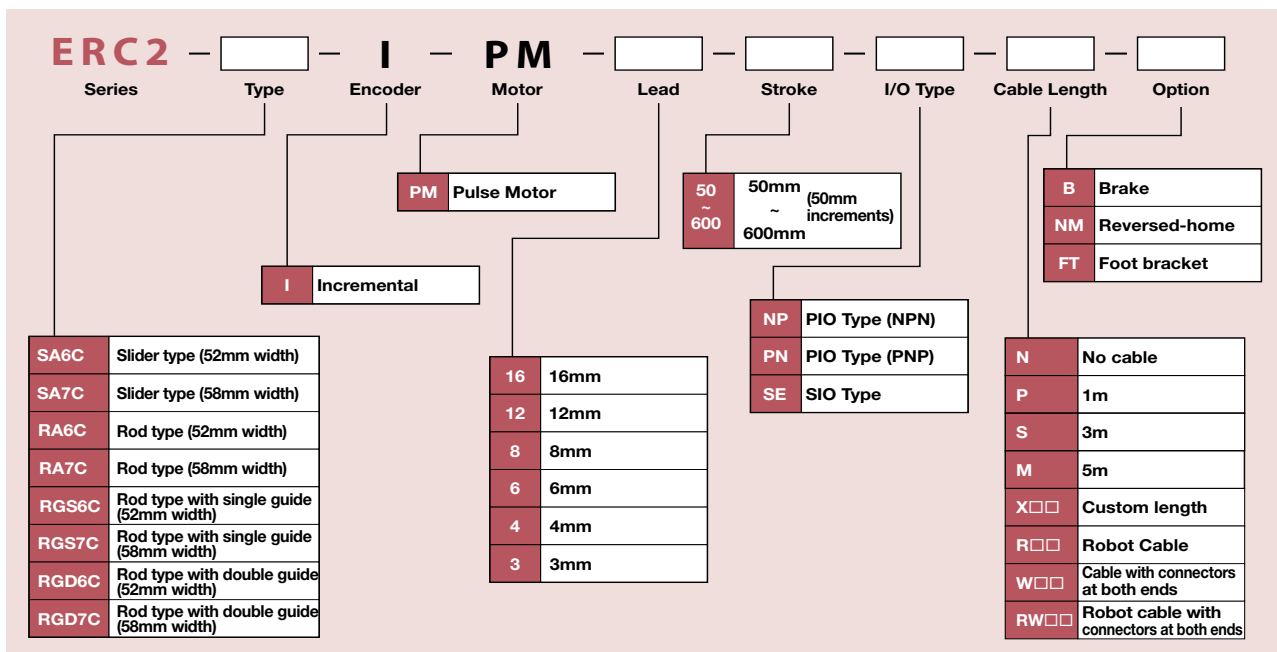 ERC2 − − I − PM − − − − −
Series Type Encoder Motor Lead Stroke I/O Type Cable Length Option
PM Pulse Motor
I Incremental
50 ~ 600
50mm
~
600mm
(50mm
increments)
B Brake
NM Reversed-home
FT Foot bracket
NP PIO Type (NPN)
PN PIO Type (PNP)
SE SIO Type
SA6C Slider type (52mm width)
SA7C Slider type (58mm width)
RA6C Rod type (52mm width)
RA7C Rod type (58mm width)
RGS6C Rod type with single guide
(52mm width)
RGS7C Rod type with single guide
(58mm width)
RGD6C Rod type with double guide
(52mm width)
RGD7C Rod type with double guide
(58mm width)
16 16mm
12 12mm
8 8mm
6 6mm
4 4mm
3 3mm
N No cable
P 1m
S 3m
M 5m
X□□ Custom length
R□□ Robot Cable
W□□ Cable with connectors
at both ends
RW□□ Robot cable with
connectors at both ends